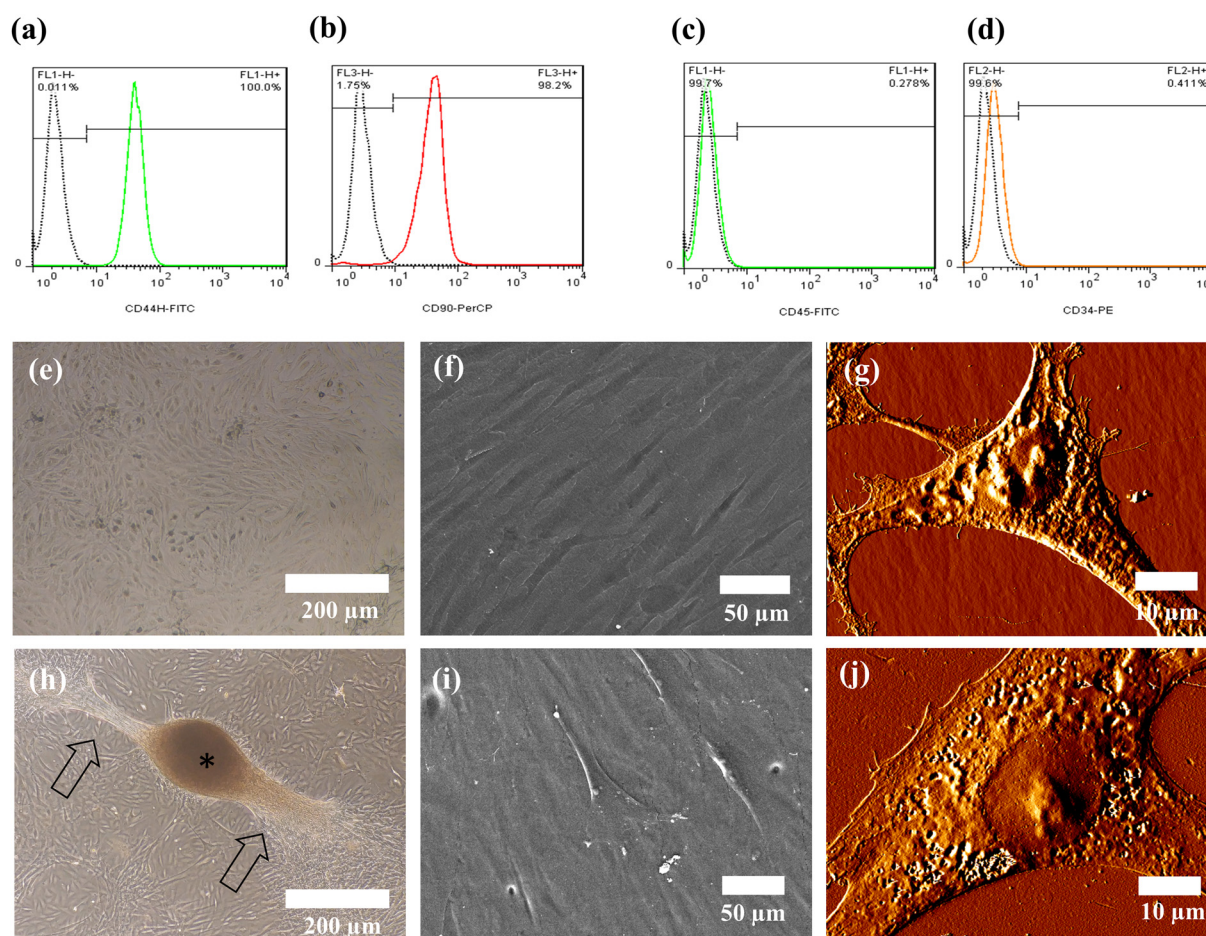 (a)
(b)
(c)
(d)
FL1-H-
0.011%
FL1-H+
100.0%
0
10⁰ 10¹ 10² 10³ 10⁴
CD44H-FITC
FL3-H-
1.75%
FL3-H+
98.2%
0
10⁰ 10¹ 10² 10³ 10⁴
CD90-PerCP
FL1-H-
99.7%
FL1-H+
0.278%
0
10⁰ 10¹ 10² 10³ 10⁴
CD45-FITC
FL2-H-
99.6%
FL2-H+
0.411%
0
10⁰ 10¹ 10² 10³ 10⁴
CD34-PE
(e)
200 µm
(f)
50 µm
(g)
10 µm
(h)
*
200 µm
(i)
50 µm
(j)
10 µm